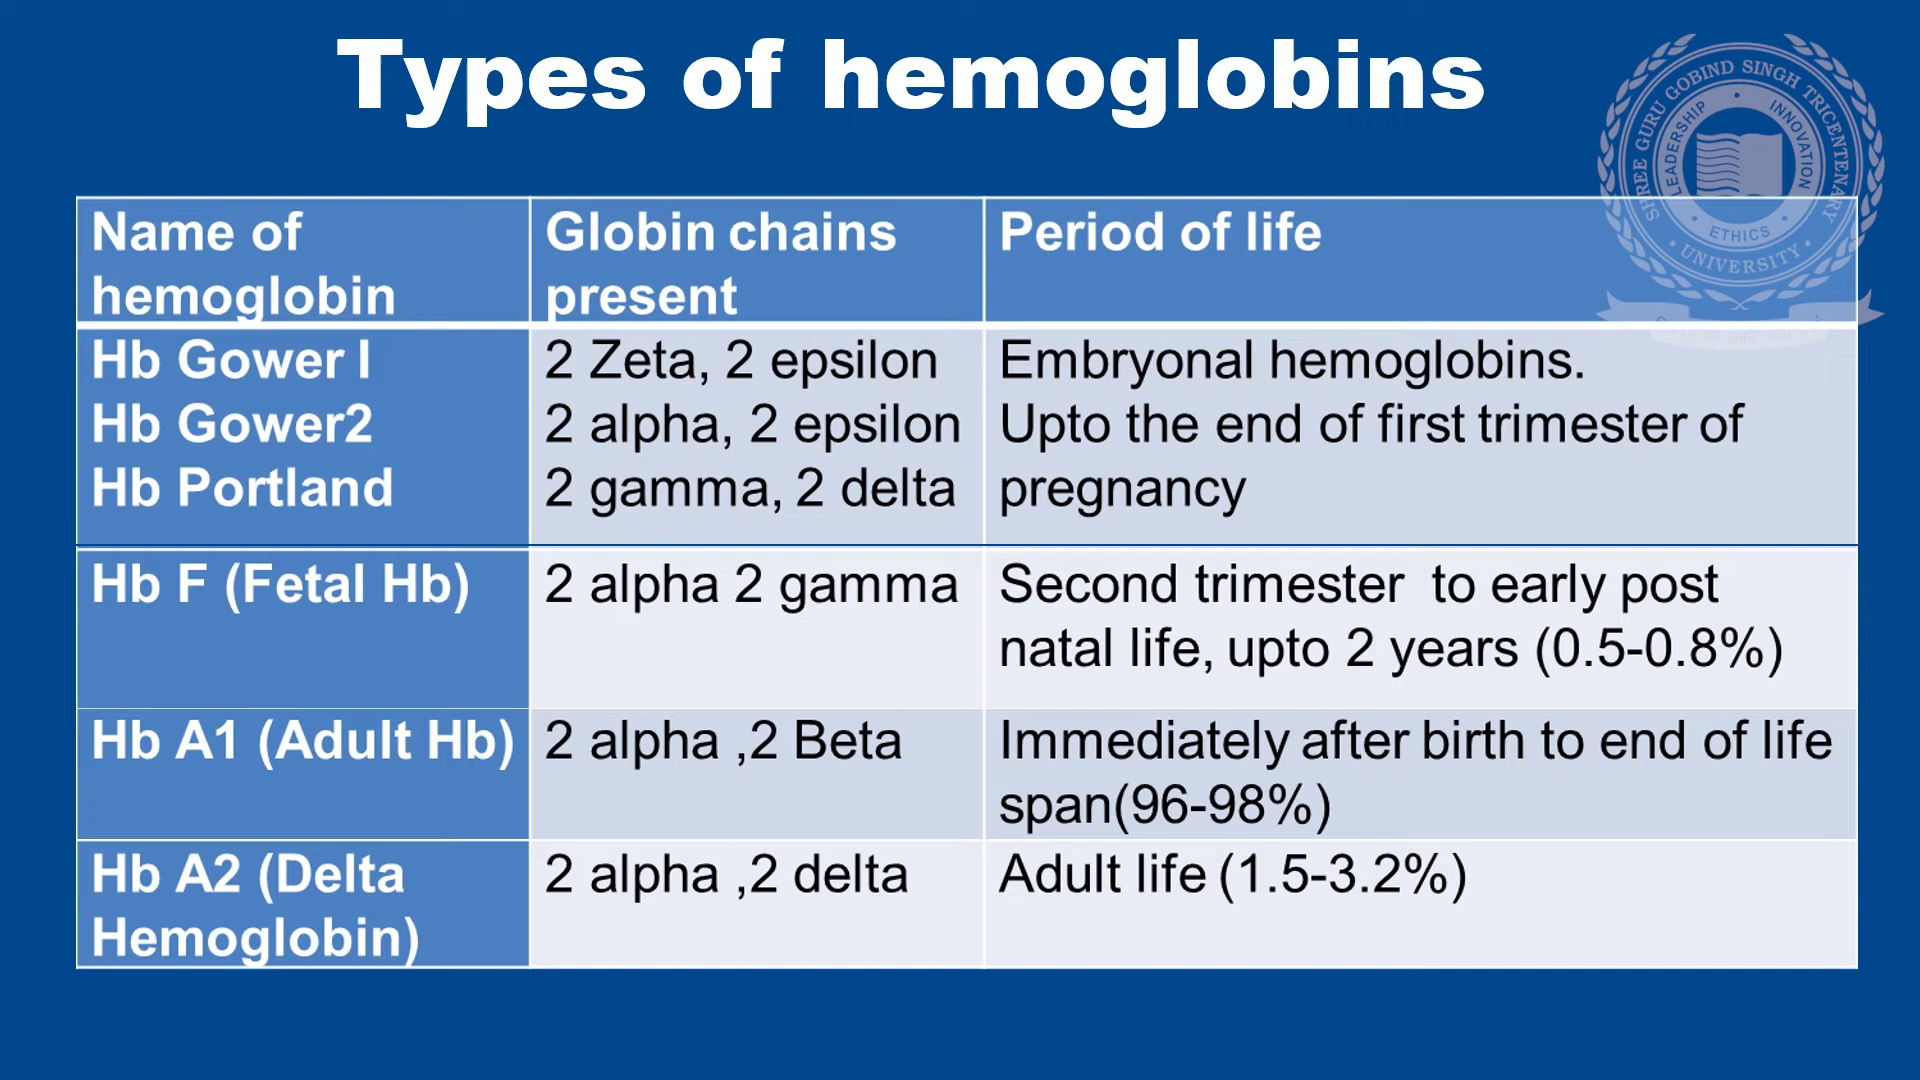 Types of hemoglobins
SHREE GURU GOBIND SINGH TRICENTENARY
UNIVERSITY
LEADERSHIP
INNOVATION
ETHICS
Name of
hemoglobin
Globin chains
present
Period of life
Hb Gower I
Hb Gower2
Hb Portland
2 Zeta, 2 epsilon
2 alpha, 2 epsilon
2 gamma, 2 delta
Embryonal hemoglobins.
Upto the end of first trimester of
pregnancy
Hb F (Fetal Hb)
2 alpha 2 gamma
Second trimester  to early post
natal life, upto 2 years (0.5-0.8%)
Hb A1 (Adult Hb)
2 alpha ,2 Beta
Immediately after birth to end of life
span(96-98%)
Hb A2 (Delta
Hemoglobin)
2 alpha ,2 delta
Adult life (1.5-3.2%)